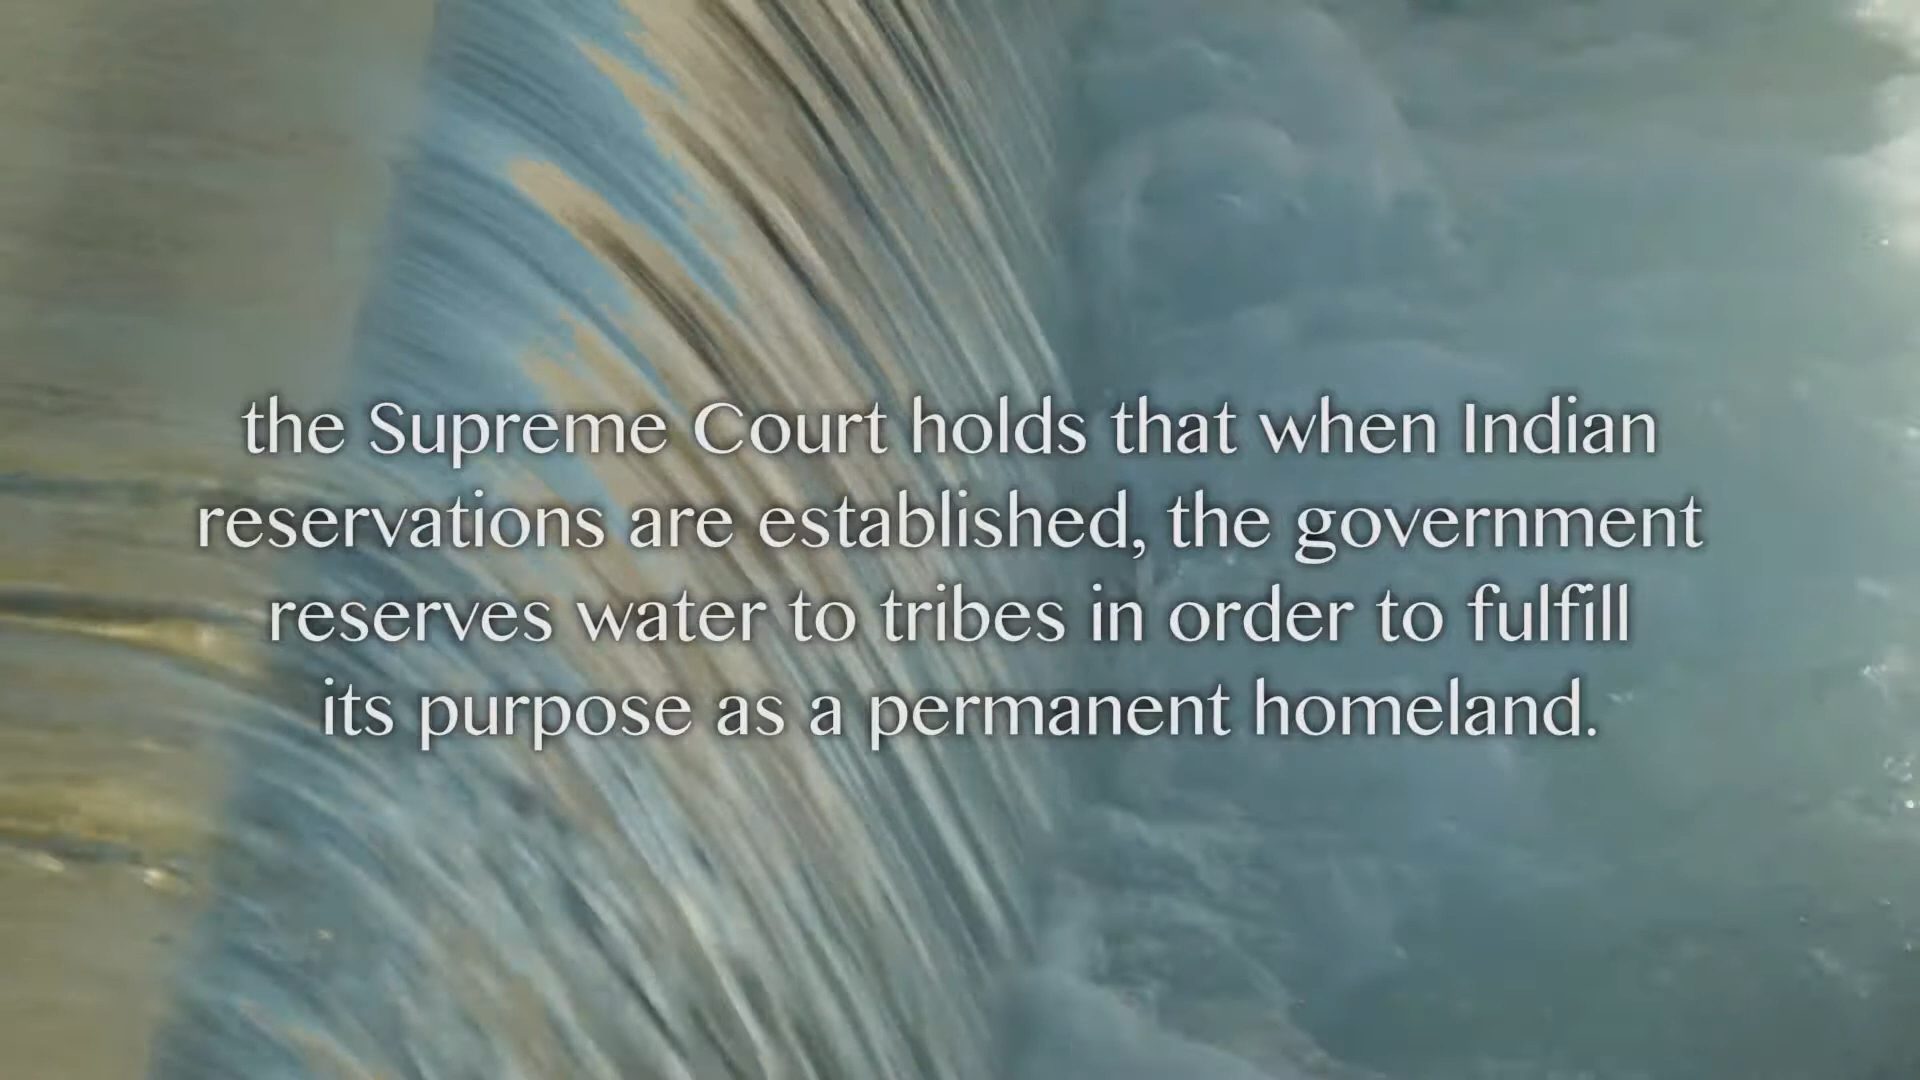 the Supreme Court holds that when Indian
reservations are established, the government
reserves water to tribes in order to fulfill
its purpose as a permanent homeland.